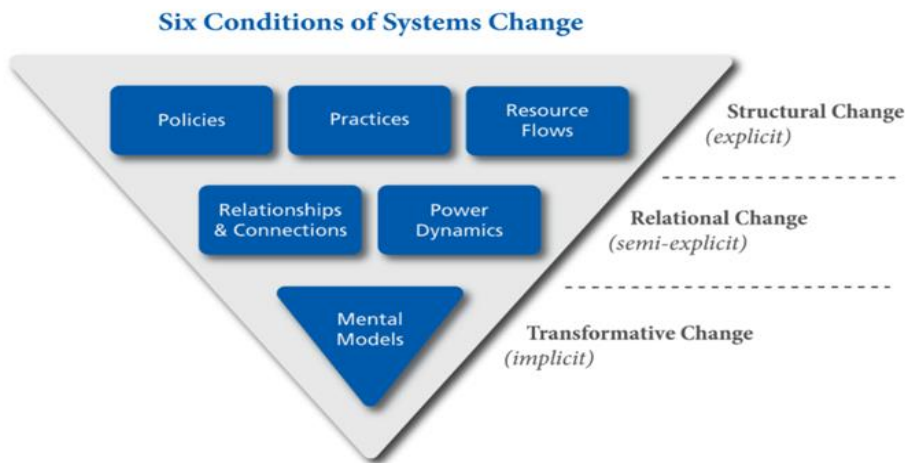 Six Conditions of Systems Change
Policies
Practices
Resource
Flows
Structural Change
(explicit)
Relationships
& Connections
Power
Dynamics
Relational Change
(semi-explicit)
Mental
Models
Transformative Change
(implicit)